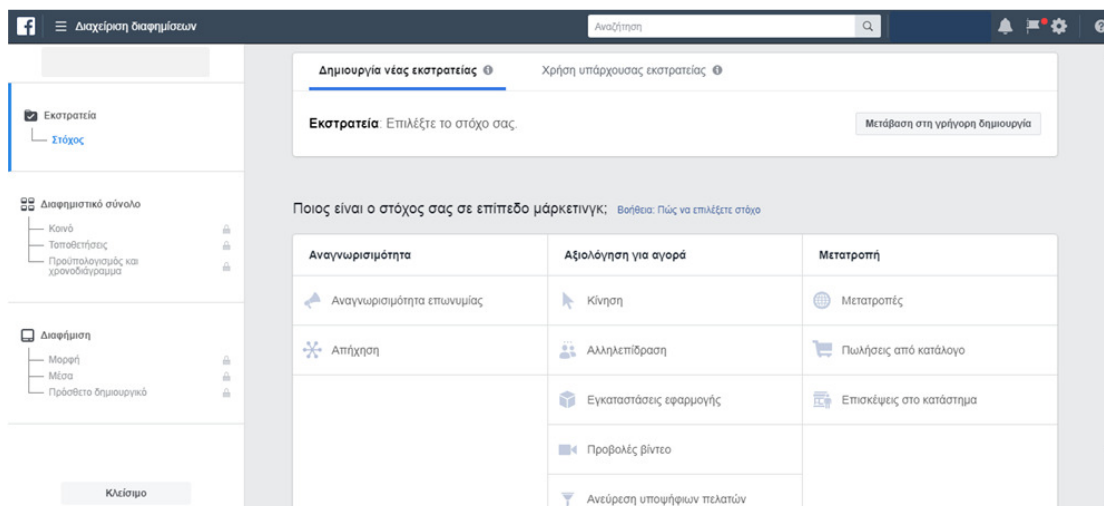 f
Διαχείριση διαφημίσεων
Αναζήτηση
Εκστρατεία
Στόχος
Διαφημιστικό σύνολο
Κοινό
Τοποθετήσεις
Προϋπολογισμός και
χρονοδιάγραμμα
Διαφήμιση
Μορφή
Μέσα
Πρόσθετο δημιουργικό
Κλείσιμο
Δημιουργία νέας εκστρατείας
Χρήση υπάρχουσας εκστρατείας
Εκστρατεία: Επιλέξτε το στόχο σας.
Μετάβαση στη γρήγορη δημιουργία
Ποιος είναι ο στόχος σας σε επίπεδο μάρκετινγκ; Βοήθεια: Πώς να επιλέξετε στόχο
Αναγνωρισιμότητα
Αξιολόγηση για αγορά
Μετατροπή
Αναγνωρισιμότητα επωνυμίας
Κίνηση
Μετατροπές
Απήχηση
Αλληλεπίδραση
Πωλήσεις από κατάλογο
Εγκαταστάσεις εφαρμογής
Επισκέψεις στο κατάστημα
Προβολές βίντεο
Ανεύρεση υποψήφιων πελατών